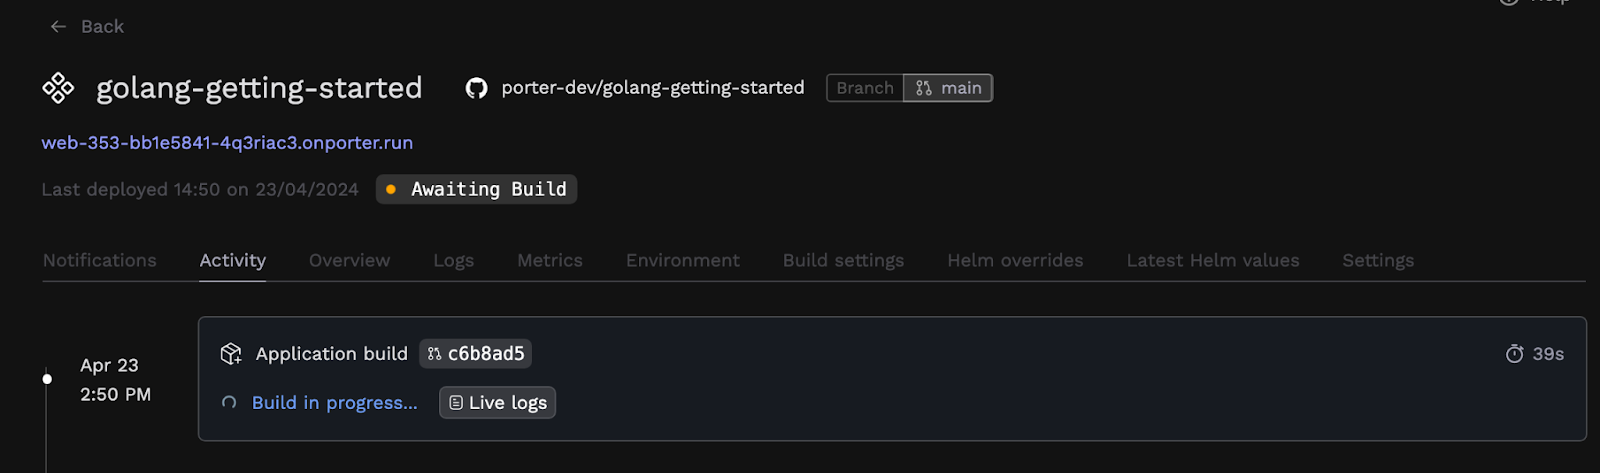 Help
← Back
golang-getting-started porter-dev/golang-getting-started Branch main
web-353-bb1e5841-4q3riac3.onporter.run
Last deployed 14:50 on 23/04/2024 Awaiting Build
Notifications Activity Overview Logs Metrics Environment Build settings Helm overrides Latest Helm values Settings
Apr 23
2:50 PM
Application build c6b8ad5 39s
Build in progress... Live logs